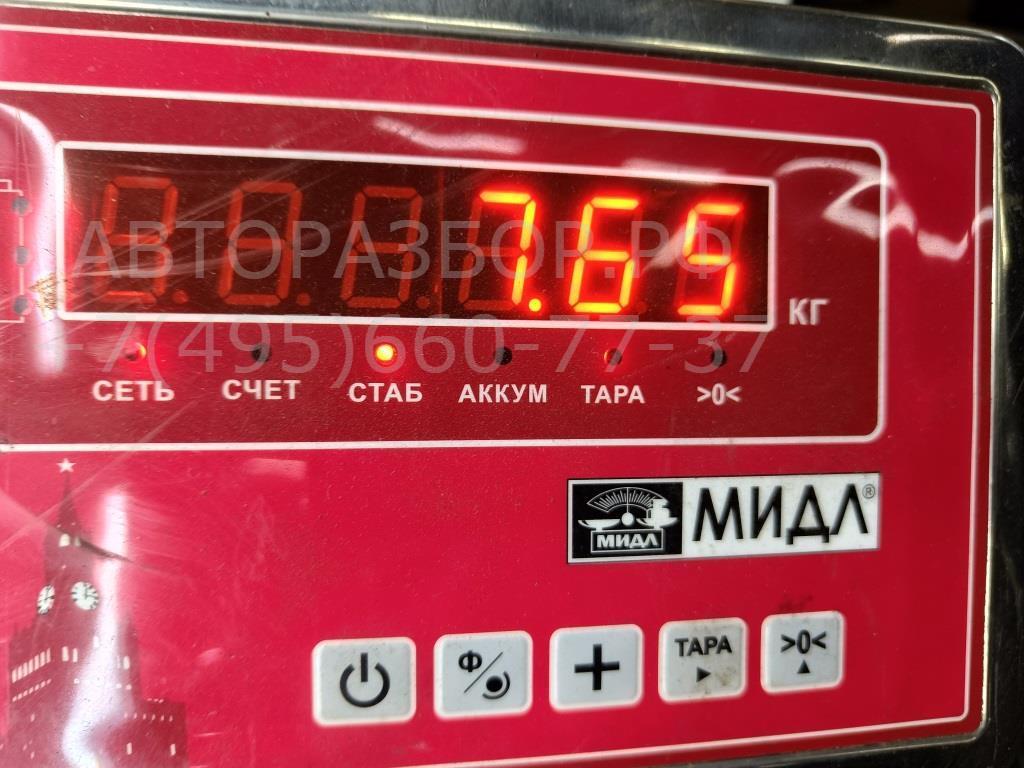 7.65
КГ
АВТОРАЗБОР.РФ
+7(495)660-77-37
СЕТЬ СЧЕТ СТАБ АККУМ ТАРА >0<
МИДЛ МИДЛ®
Ф ТАРА >0<